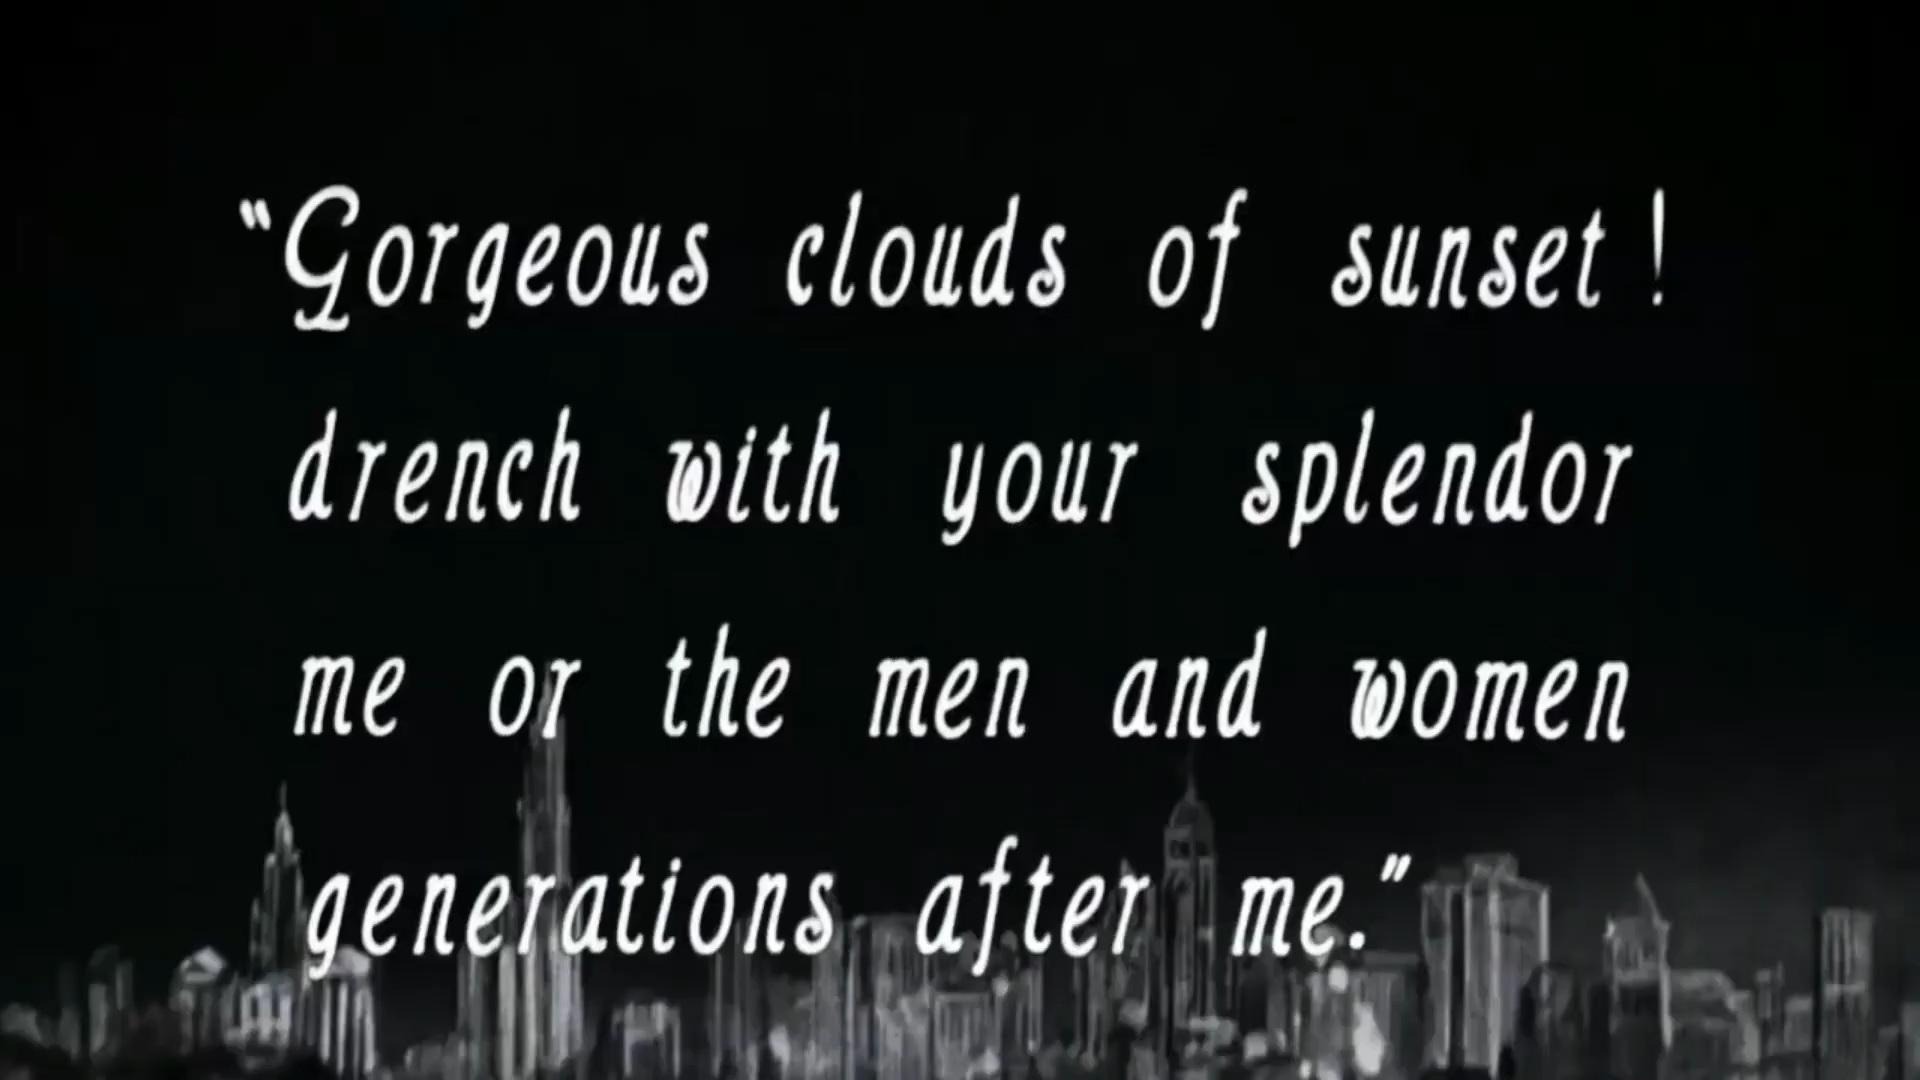 “Gorgeous clouds of sunset !
drench with your splendor
me or the men and women
generations after me.”